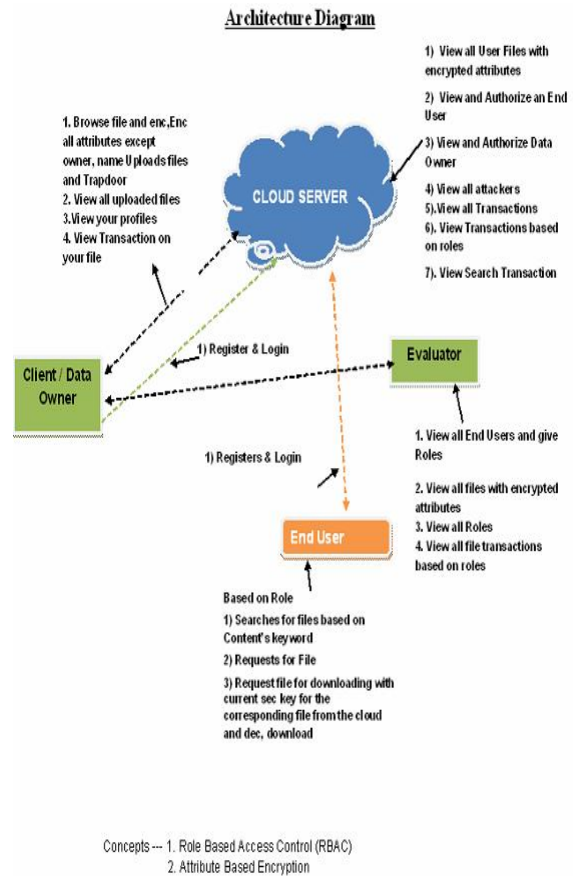 Architecture Diagram
1) View all User Files with
encrypted attributes
2) View and Authorize an End
User
3) View and Authorize Data
Owner
4) View all attackers
5).View all Transactions
6). View Transactions based
on roles
7). View Search Transaction
1. Browse file and enc,Enc
all attributes except
owner, name Uploads files
and Trapdoor
2. View all uploaded files
3.View your profiles
4. View Transaction on
your file
CLOUD SERVER
1) Register & Login
Client / Data
Owner
Evaluator
1. View all End Users and give
Roles
2. View all files with encrypted
attributes
3. View all Roles
4. View all file transactions
based on roles
1) Registers & Login
End User
Based on Role
1) Searches for files based on
Content's keyword
2) Requests for File
3) Request file for downloading with
current sec key for the
corresponding file from the cloud
and dec, download
Concepts --- 1. Role Based Access Control (RBAC)
2. Attribute Based Encryption